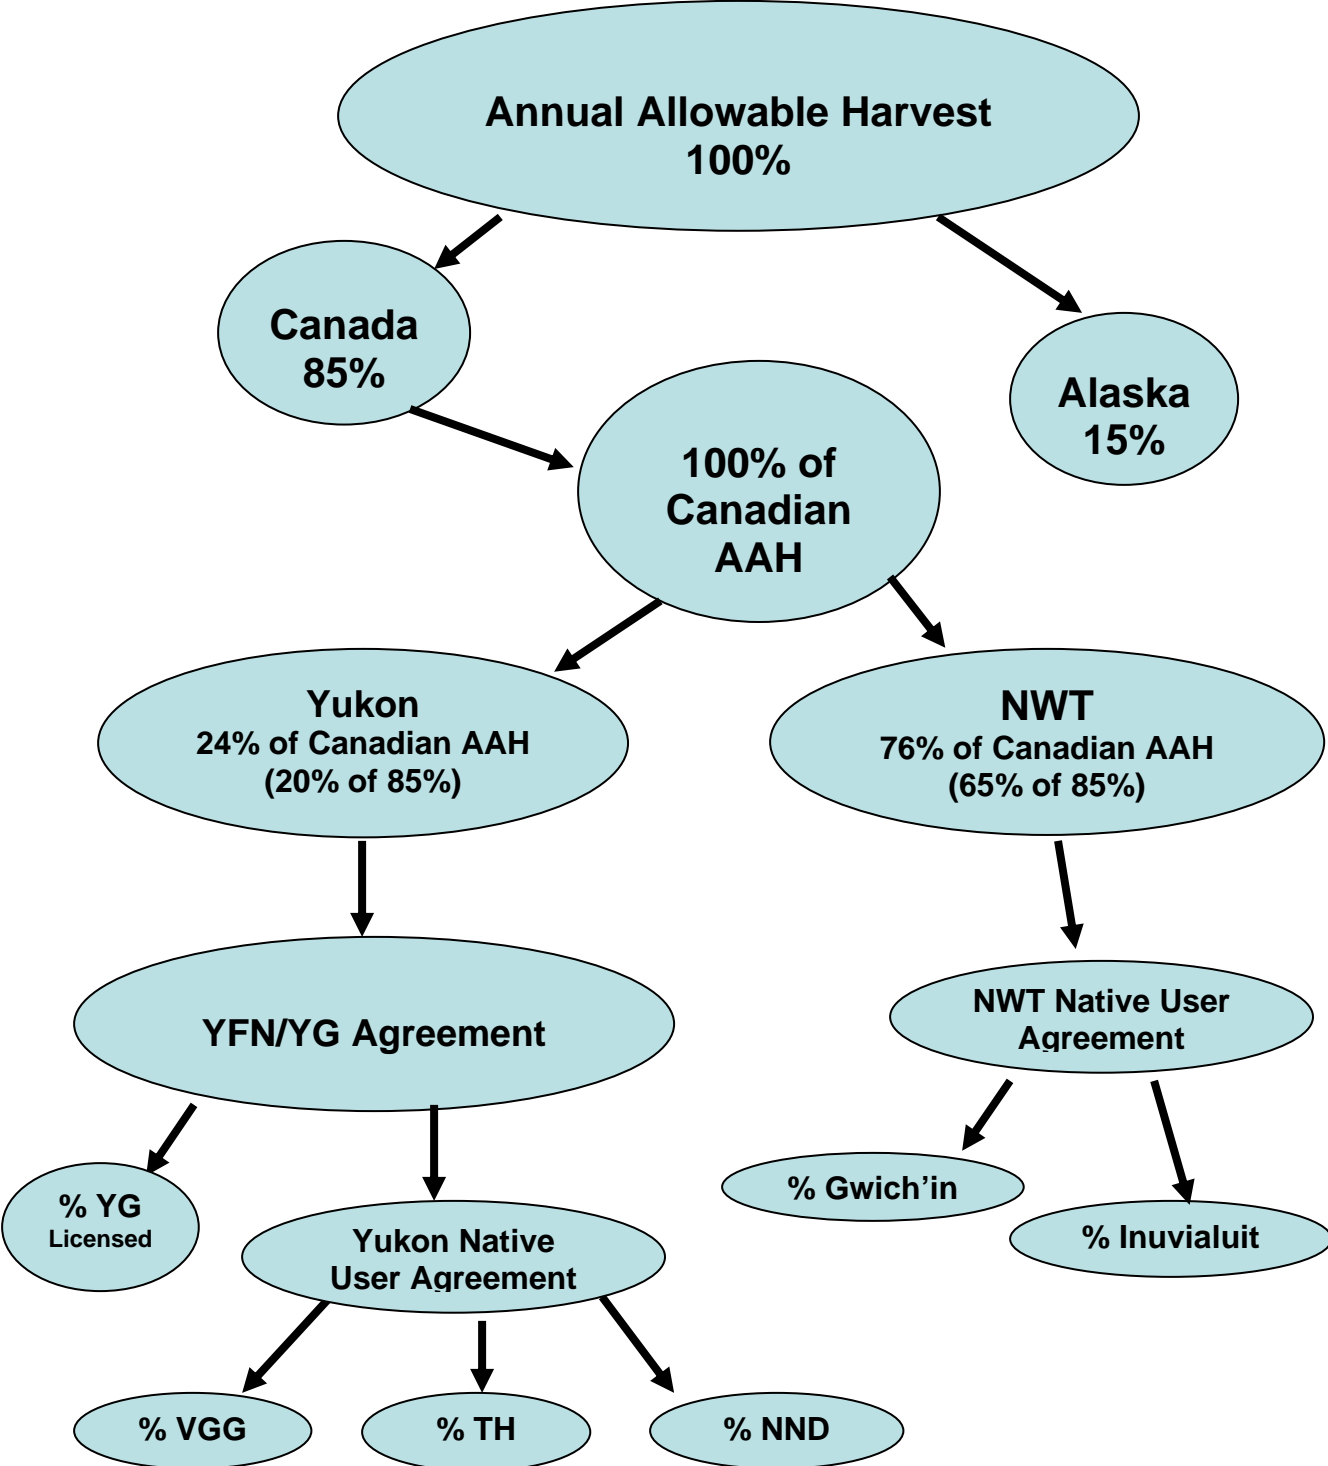 Annual Allowable Harvest
100%
Canada
85%
Alaska
15%
100% of
Canadian
AAH
Yukon
24% of Canadian AAH
(20% of 85%)
NWT
76% of Canadian AAH
(65% of 85%)
YFN/YG Agreement
NWT Native User
Agreement
% YG
Licensed
Yukon Native
User Agreement
% Gwich’in
% Inuvialuit
% VGG
% TH
% NND